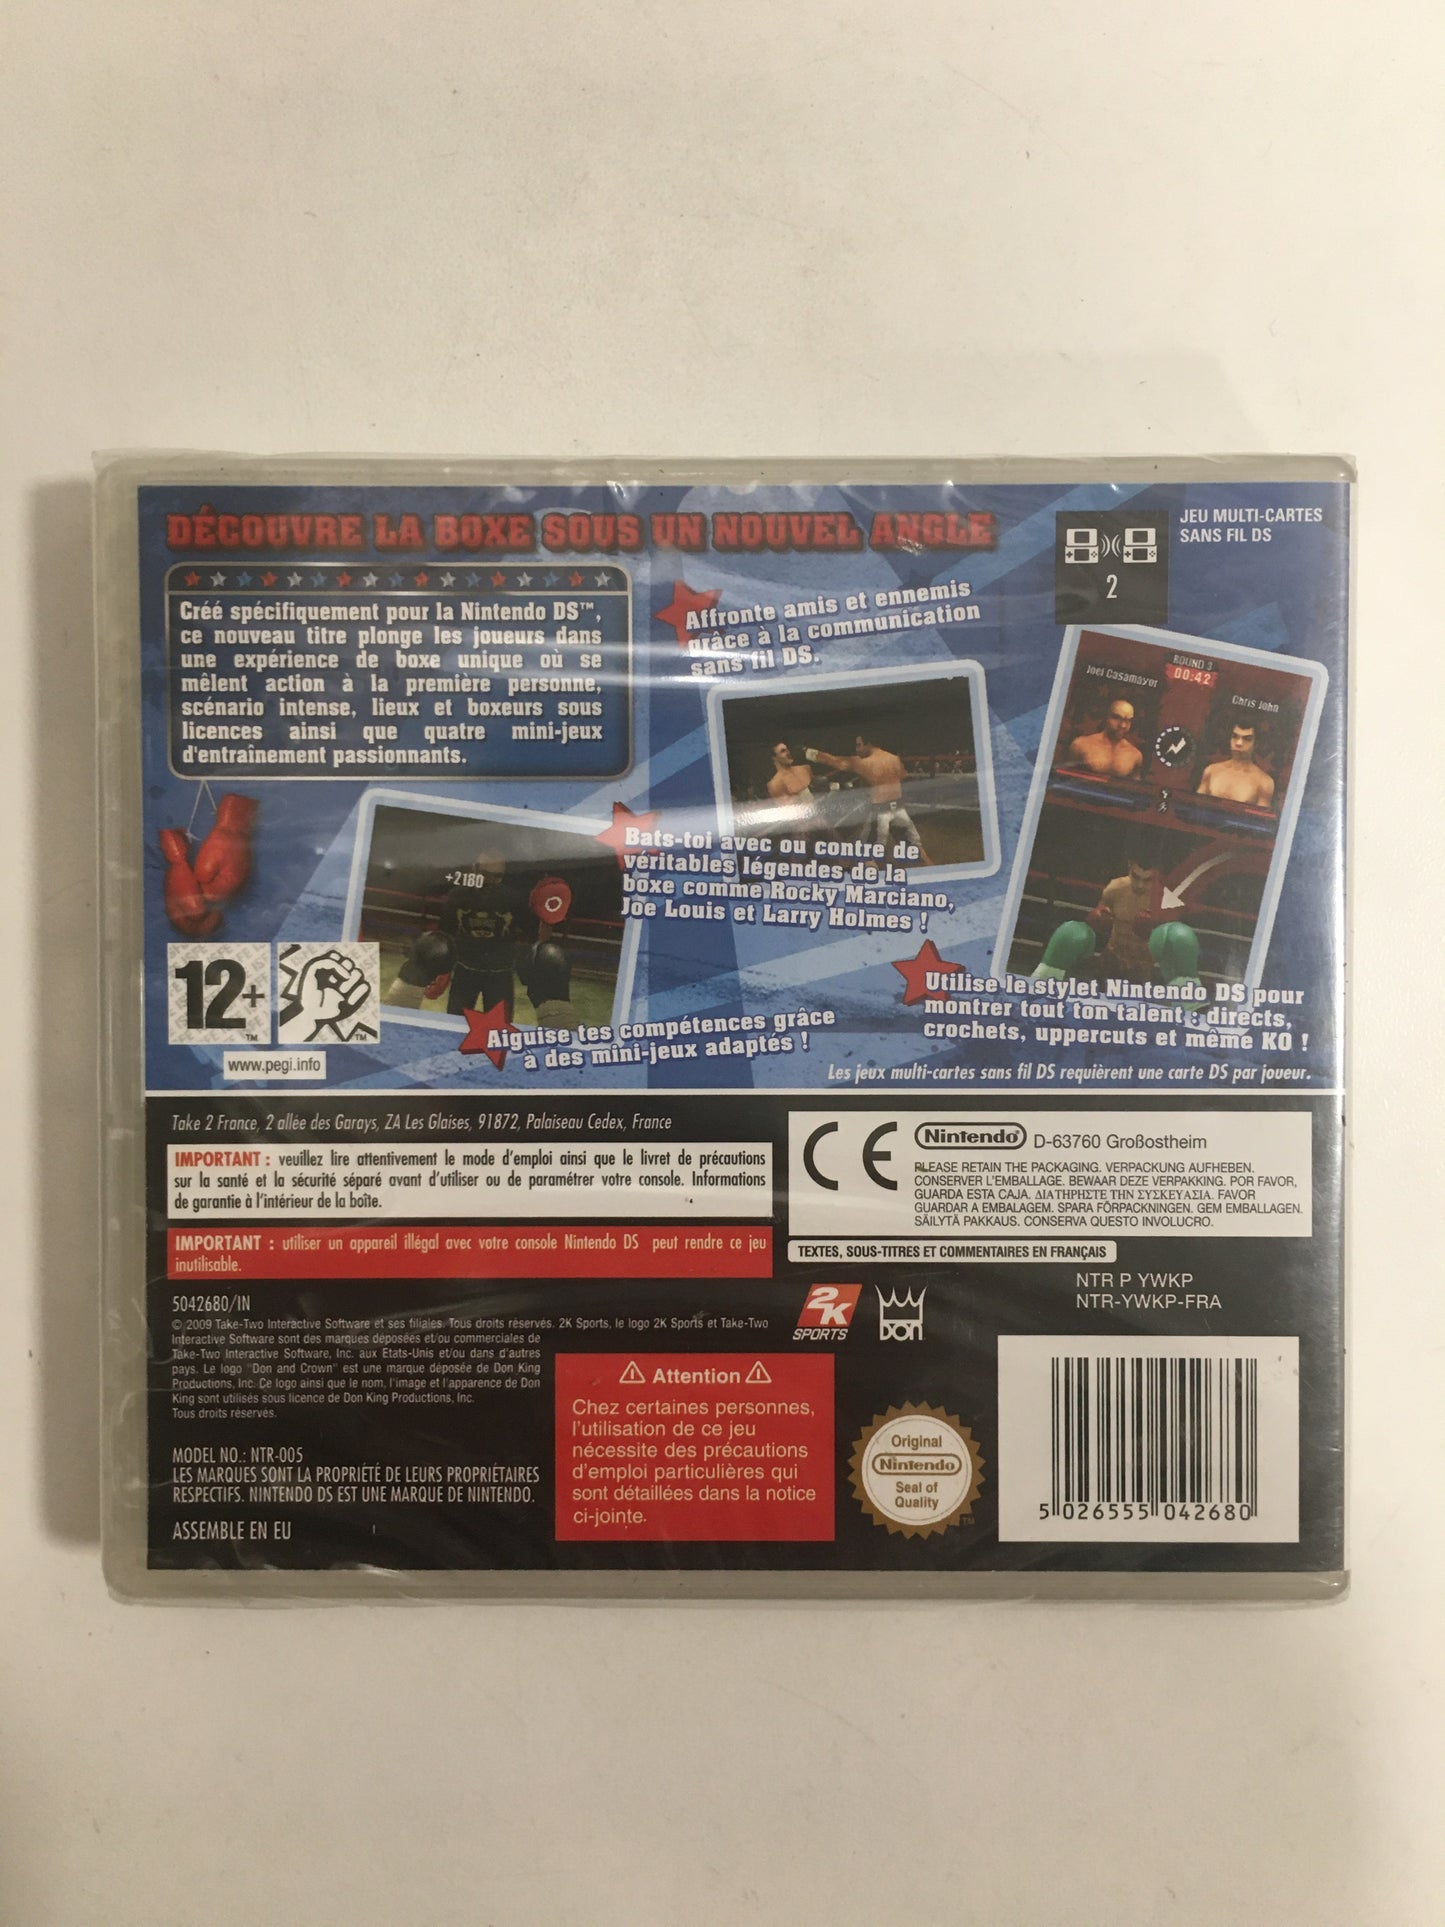 DÉCOUVRE LA BOXE SOUS UN NOUVEL ANGLE
Créé spécifiquement pour la Nintendo DS™,
ce nouveau titre plonge les joueurs dans
une expérience de boxe unique où se
mêlent action à la première personne,
scénario intense, lieux et boxeurs sous
licences ainsi que quatre mini-jeux
d'entraînement passionnants.
Affronte amis et ennemis
grâce à la communication
sans fil DS.
2
JEU MULTI-CARTES
SANS FIL DS
ROUND 3
00:42
Joel Casamayor
Chris John
+2180
Bats-toi avec ou contre de
véritables légendes de la
boxe comme Rocky Marciano,
Joe Louis et Larry Holmes !
Utilise le stylet Nintendo DS pour
montrer tout ton talent : directs,
crochets, uppercuts et même KO !
Aiguise tes compétences grâce
à des mini-jeux adaptés !
12+
™
™
www.pegi.info
Les jeux multi-cartes sans fil DS requièrent une carte DS par joueur.
Take 2 France, 2 allée des Garays, ZA Les Glaises, 91872, Palaiseau Cedex, France
IMPORTANT : veuillez lire attentivement le mode d'emploi ainsi que le livret de précautions
sur la santé et la sécurité séparé avant d'utiliser ou de paramétrer votre console. Informations
de garantie à l'intérieur de la boîte.
IMPORTANT : utiliser un appareil illégal avec votre console Nintendo DS peut rendre ce jeu
inutilisable.
CE
Nintendo D-63760 Großostheim
PLEASE RETAIN THE PACKAGING. VERPACKUNG AUFHEBEN.
CONSERVER L'EMBALLAGE. BEWAAR DEZE VERPAKKING. POR FAVOR,
GUARDA ESTA CAJA. ΔΙΑΤΗΡΗΣΤΕ ΤΗΝ ΣΥΣΚΕΥΑΣΙΑ. FAVOR
GUARDAR A EMBALAGEM. SPARA FÖRPACKNINGEN. GEM EMBALLAGEN.
SÄILYTÄ PAKKAUS. CONSERVA QUESTO INVOLUCRO.
TEXTES, SOUS-TITRES ET COMMENTAIRES EN FRANÇAIS
NTR P YWKP
NTR-YWKP-FRA
5042680/IN
© 2009 Take-Two Interactive Software et ses filiales. Tous droits réservés. 2K Sports, le logo 2K Sports et Take-Two
Interactive Software sont des marques déposées et/ou commerciales de
Take-Two Interactive Software, Inc. aux Etats-Unis et/ou dans d'autres
pays. Le logo "Don and Crown" est une marque déposée de Don King
Productions, Inc. Ce logo ainsi que le nom, l'image et l'apparence de Don
King sont utilisés sous licence de Don King Productions, Inc.
Tous droits réservés.
2K
SPORTS
DON
MODEL NO.: NTR-005
LES MARQUES SONT LA PROPRIÉTÉ DE LEURS PROPRIÉTAIRES
RESPECTIFS. NINTENDO DS EST UNE MARQUE DE NINTENDO.
ASSEMBLE EN EU
Attention
Chez certaines personnes,
l'utilisation de ce jeu
nécessite des précautions
d'emploi particulières qui
sont détaillées dans la notice
ci-jointe.
Original
Nintendo
Seal of
Quality
™
5 026555 042680